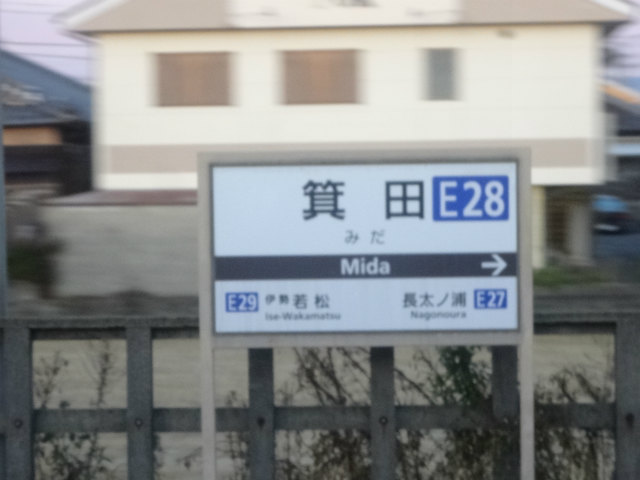 箕田 E28
みだ
Mida →
E29 伊勢若松 長太ノ浦 E27
Ise-Wakamatsu Nagonoura